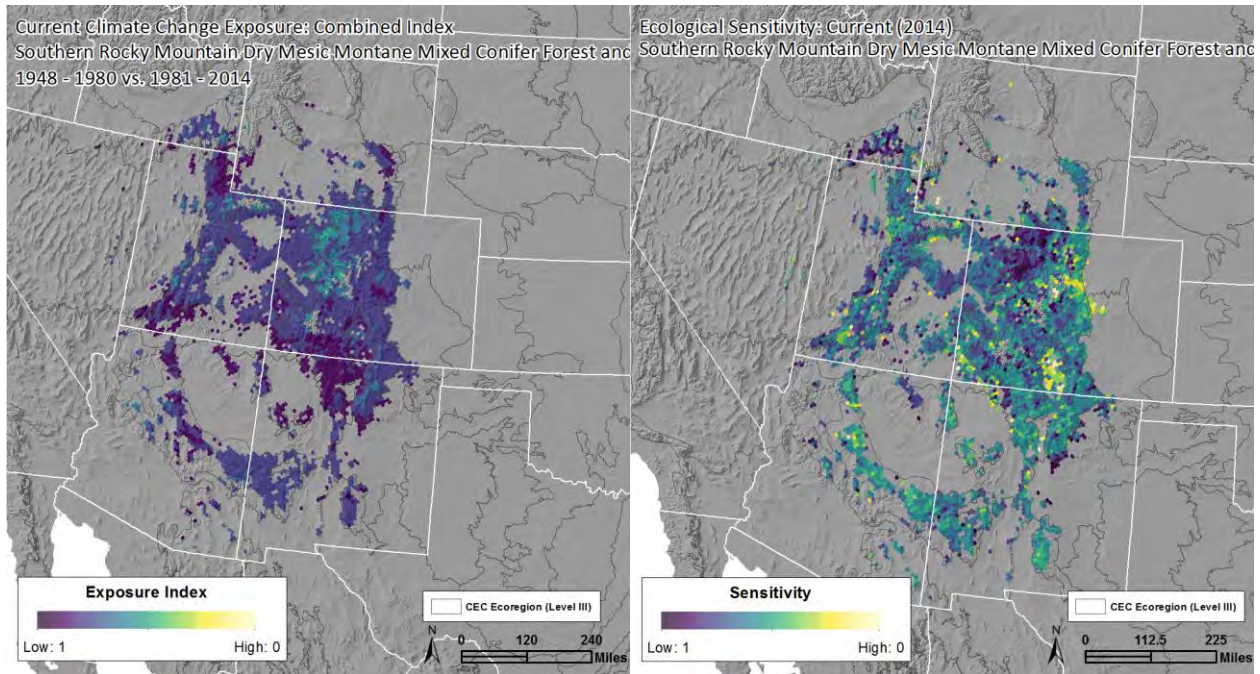 Current Climate Change Exposure: Combined Index
Southern Rocky Mountain Dry Mesic Montane Mixed Conifer Forest and
1948 - 1980 vs. 1981 - 2014
Exposure Index
Low: 1 High: 0
CEC Ecoregion (Level III)
N
0 120 240
Miles
Ecological Sensitivity: Current (2014)
Southern Rocky Mountain Dry Mesic Montane Mixed Conifer Forest and
Sensitivity
Low: 1 High: 0
CEC Ecoregion (Level III)
N
0 112.5 225
Miles